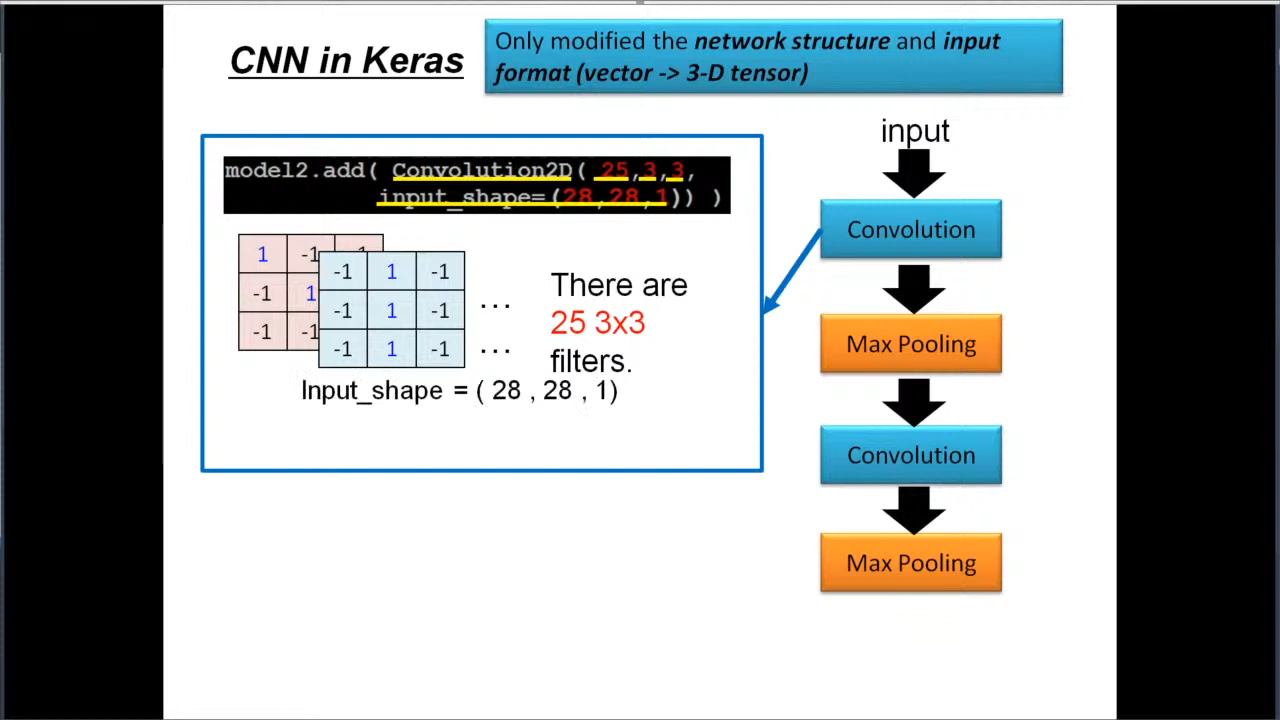 CNN in Keras
Only modified the network structure and input
format (vector -> 3-D tensor)
input
model2.add( Convolution2D( 25,3,3,
input_shape=(28,28,1)) )
Convolution
1 -1 -1
-1 1
-1 -1
-1 1 -1
-1 1 -1
-1 1 -1
…
…
There are
25 3x3
filters.
Input_shape = ( 28 , 28 , 1)
Max Pooling
Convolution
Max Pooling